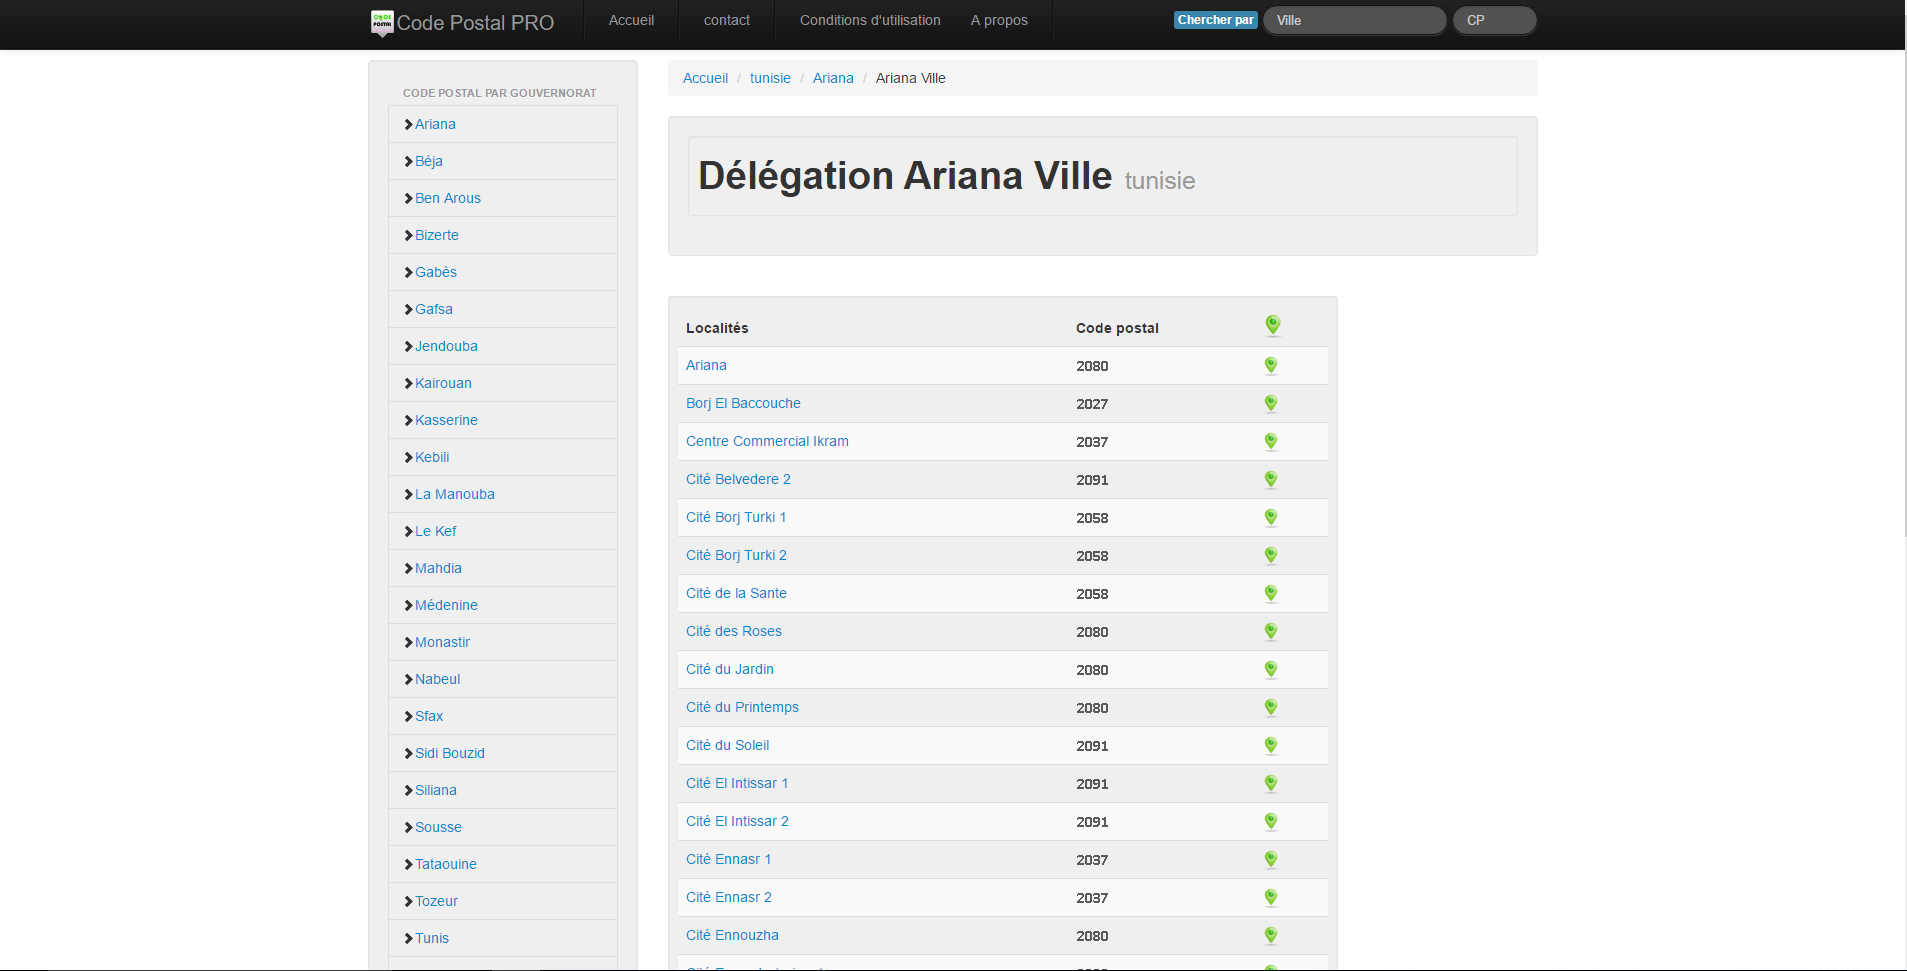 Code Postal PRO
Accueil
contact
Conditions d'utilisation
A propos
Chercher par
Ville
CP
CODE POSTAL PAR GOUVERNORAT
Ariana
Béja
Ben Arous
Bizerte
Gabès
Gafsa
Jendouba
Kairouan
Kasserine
Kebili
La Manouba
Le Kef
Mahdia
Médenine
Monastir
Nabeul
Sfax
Sidi Bouzid
Siliana
Sousse
Tataouine
Tozeur
Tunis
Accueil / tunisie / Ariana / Ariana Ville
Délégation Ariana Ville tunisie
Localités Code postal
Ariana 2080
Borj El Baccouche 2027
Centre Commercial Ikram 2037
Cité Belvedere 2 2091
Cité Borj Turki 1 2058
Cité Borj Turki 2 2058
Cité de la Sante 2058
Cité des Roses 2080
Cité du Jardin 2080
Cité du Printemps 2080
Cité du Soleil 2091
Cité El Intissar 1 2091
Cité El Intissar 2 2091
Cité Ennasr 1 2037
Cité Ennasr 2 2037
Cité Ennouzha 2080